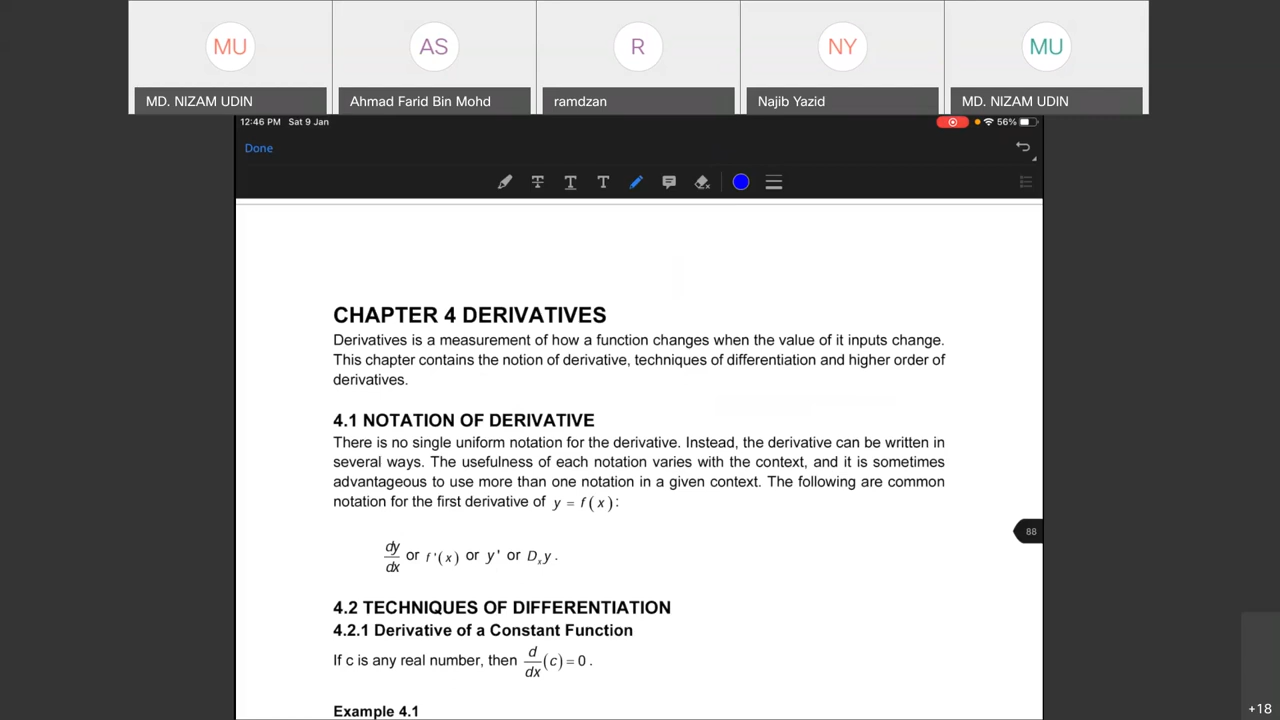 MU AS R NY MU
MD. NIZAM UDIN Ahmad Farid Bin Mohd ramdzan Najib Yazid MD. NIZAM UDIN
12:46 PM Sat 9 Jan 56%
Done
T T T
CHAPTER 4 DERIVATIVES
Derivatives is a measurement of how a function changes when the value of it inputs change.
This chapter contains the notion of derivative, techniques of differentiation and higher order of
derivatives.
4.1 NOTATION OF DERIVATIVE
There is no single uniform notation for the derivative. Instead, the derivative can be written in
several ways. The usefulness of each notation varies with the context, and it is sometimes
advantageous to use more than one notation in a given context. The following are common
notation for the first derivative of y = f(x):
88
dy/dx or f'(x) or y' or Dₓy.
4.2 TECHNIQUES OF DIFFERENTIATION
4.2.1 Derivative of a Constant Function
If c is any real number, then d/dx(c) = 0.
Example 4.1
+18